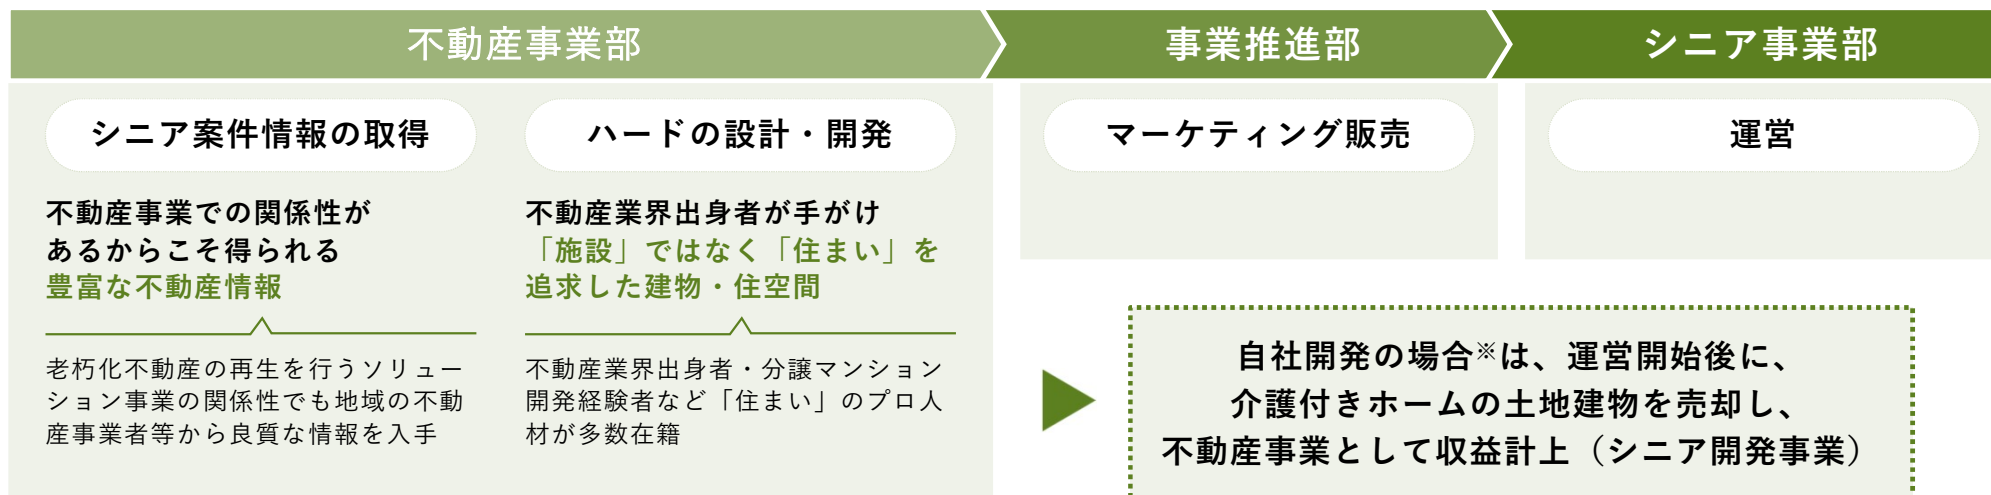 不動産事業部
事業推進部
シニア事業部
シニア案件情報の取得
ハードの設計・開発
マーケティング販売
運営
不動産事業での関係性が
あるからこそ得られる
豊富な不動産情報
不動産業界出身者が手がけ
「施設」ではなく「住まい」を
追求した建物・住空間
老朽化不動産の再生を行うソリュー
ション事業の関係性でも地域の不動
産事業者等から良質な情報を入手
不動産業界出身者・分譲マンション
開発経験者など「住まい」のプロ人
材が多数在籍
自社開発の場合※は、運営開始後に、
介護付きホームの土地建物を売却し、
不動産事業として収益計上（シニア開発事業）